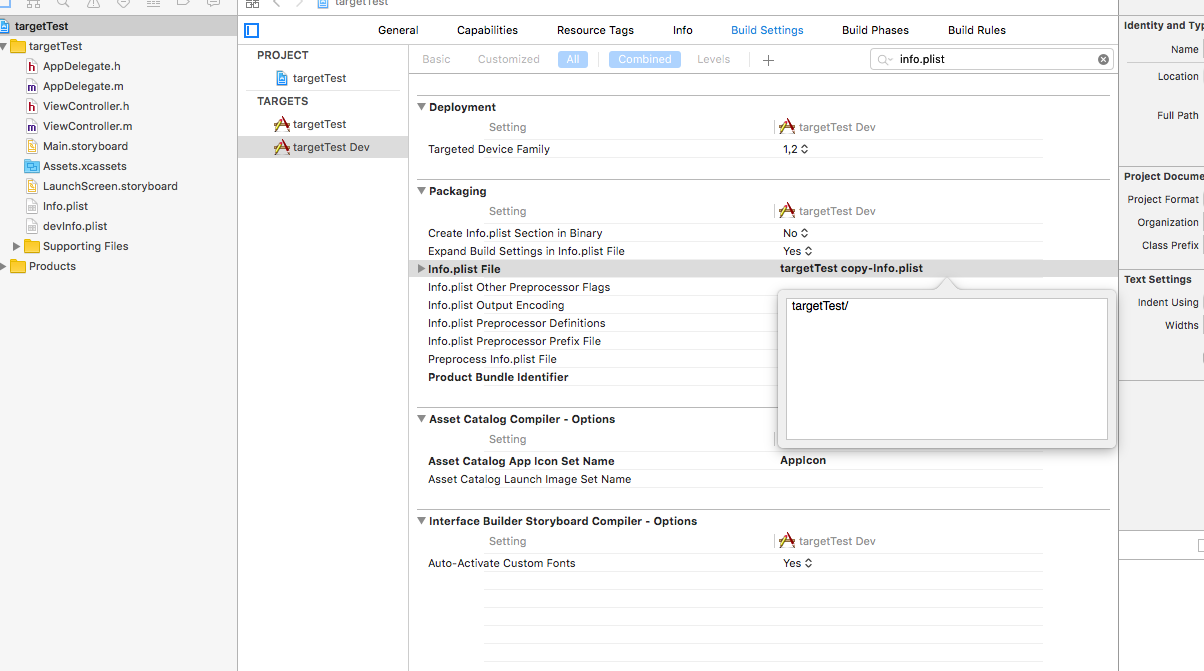 targetTest
targetTest
targetTest
AppDelegate.h
AppDelegate.m
ViewController.h
ViewController.m
Main.storyboard
Assets.xcassets
LaunchScreen.storyboard
Info.plist
devInfo.plist
Supporting Files
Products
General Capabilities Resource Tags Info Build Settings Build Phases Build Rules
PROJECT
targetTest
TARGETS
targetTest
targetTest Dev
Basic Customized All Combined Levels + info.plist
Deployment
Setting targetTest Dev
Targeted Device Family 1,2
Packaging
Setting targetTest Dev
Create Info.plist Section in Binary No
Expand Build Settings in Info.plist File Yes
Info.plist File targetTest copy-Info.plist
Info.plist Other Preprocessor Flags
Info.plist Output Encoding
Info.plist Preprocessor Definitions
Info.plist Preprocessor Prefix File
Preprocess Info.plist File
Product Bundle Identifier
targetTest/
Asset Catalog Compiler - Options
Setting
Asset Catalog App Icon Set Name AppIcon
Asset Catalog Launch Image Set Name
Interface Builder Storyboard Compiler - Options
Setting targetTest Dev
Auto-Activate Custom Fonts Yes
Identity and Typ
Name
Location
Full Path
Project Docume
Project Format
Organization
Class Prefix
Text Settings
Indent Using
Widths